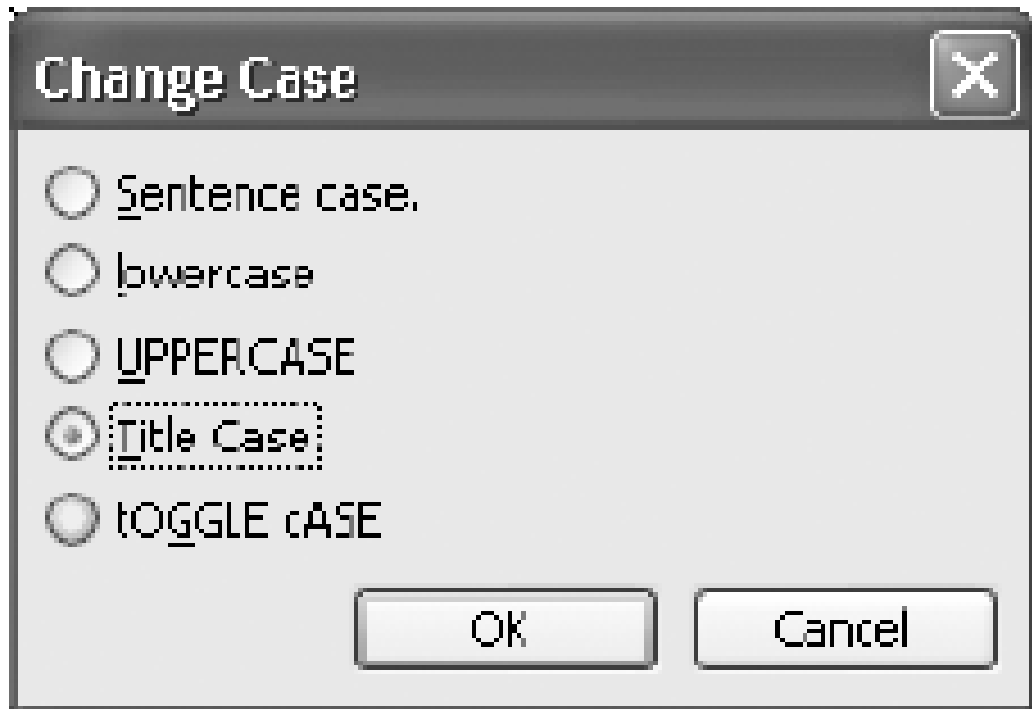 Change Case
Sentence case.
lowercase
UPPERCASE
Title Case
tOGGLE cASE
OK Cancel